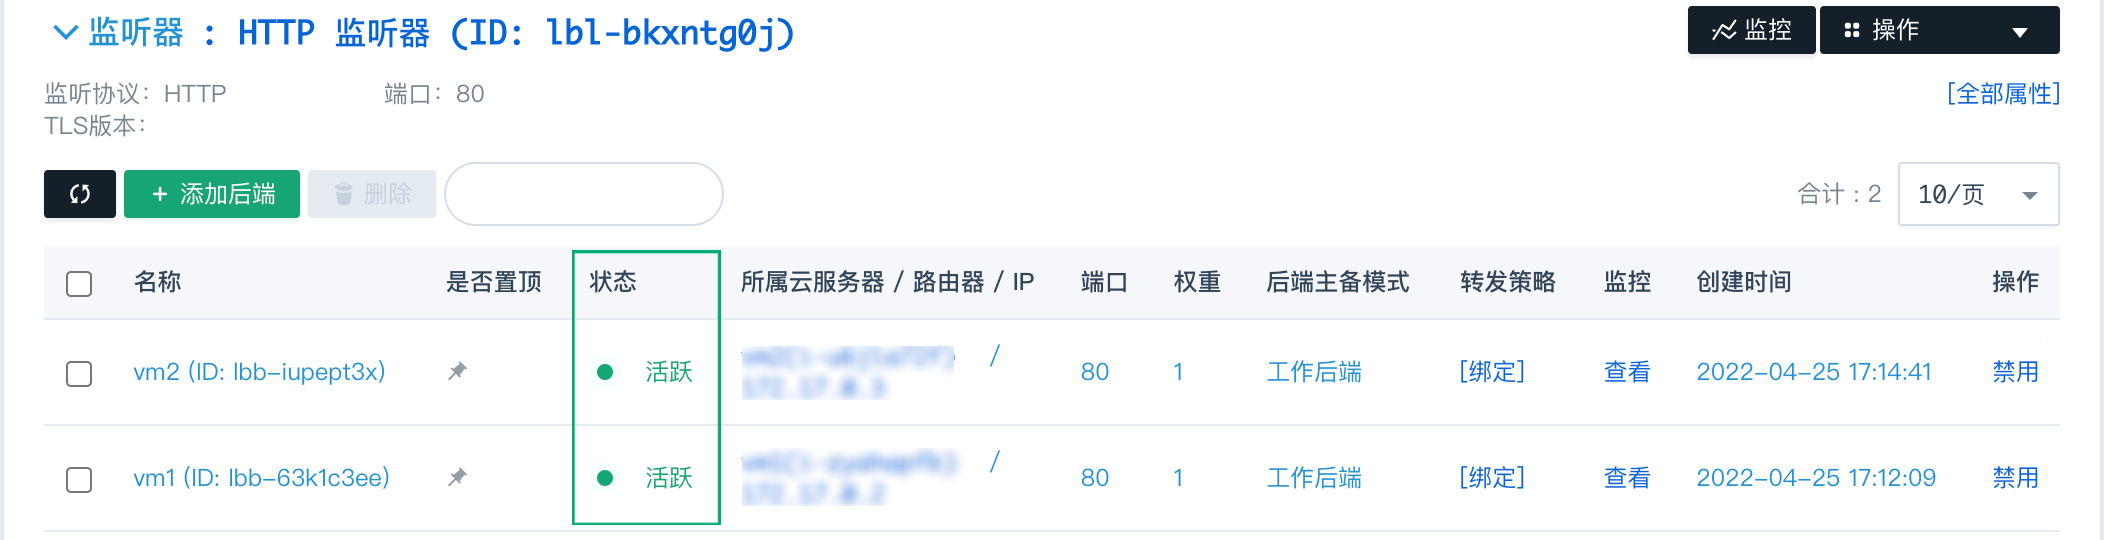 监听器 : HTTP 监听器 (ID: lbl-bkxntg0j)
监控
操作
监听协议: HTTP
端口: 80
[全部属性]
TLS版本:
+ 添加后端
删除
合计 : 2
10/页
名称 是否置顶 状态 所属云服务器 / 路由器 / IP 端口 权重 后端主备模式 转发策略 监控 创建时间 操作
vm2 (ID: lbb-iupept3x) 活跃 / 80 1 工作后端 [绑定] 查看 2022-04-25 17:14:41 禁用
vm1 (ID: lbb-63k1c3ee) 活跃 / 80 1 工作后端 [绑定] 查看 2022-04-25 17:12:09 禁用